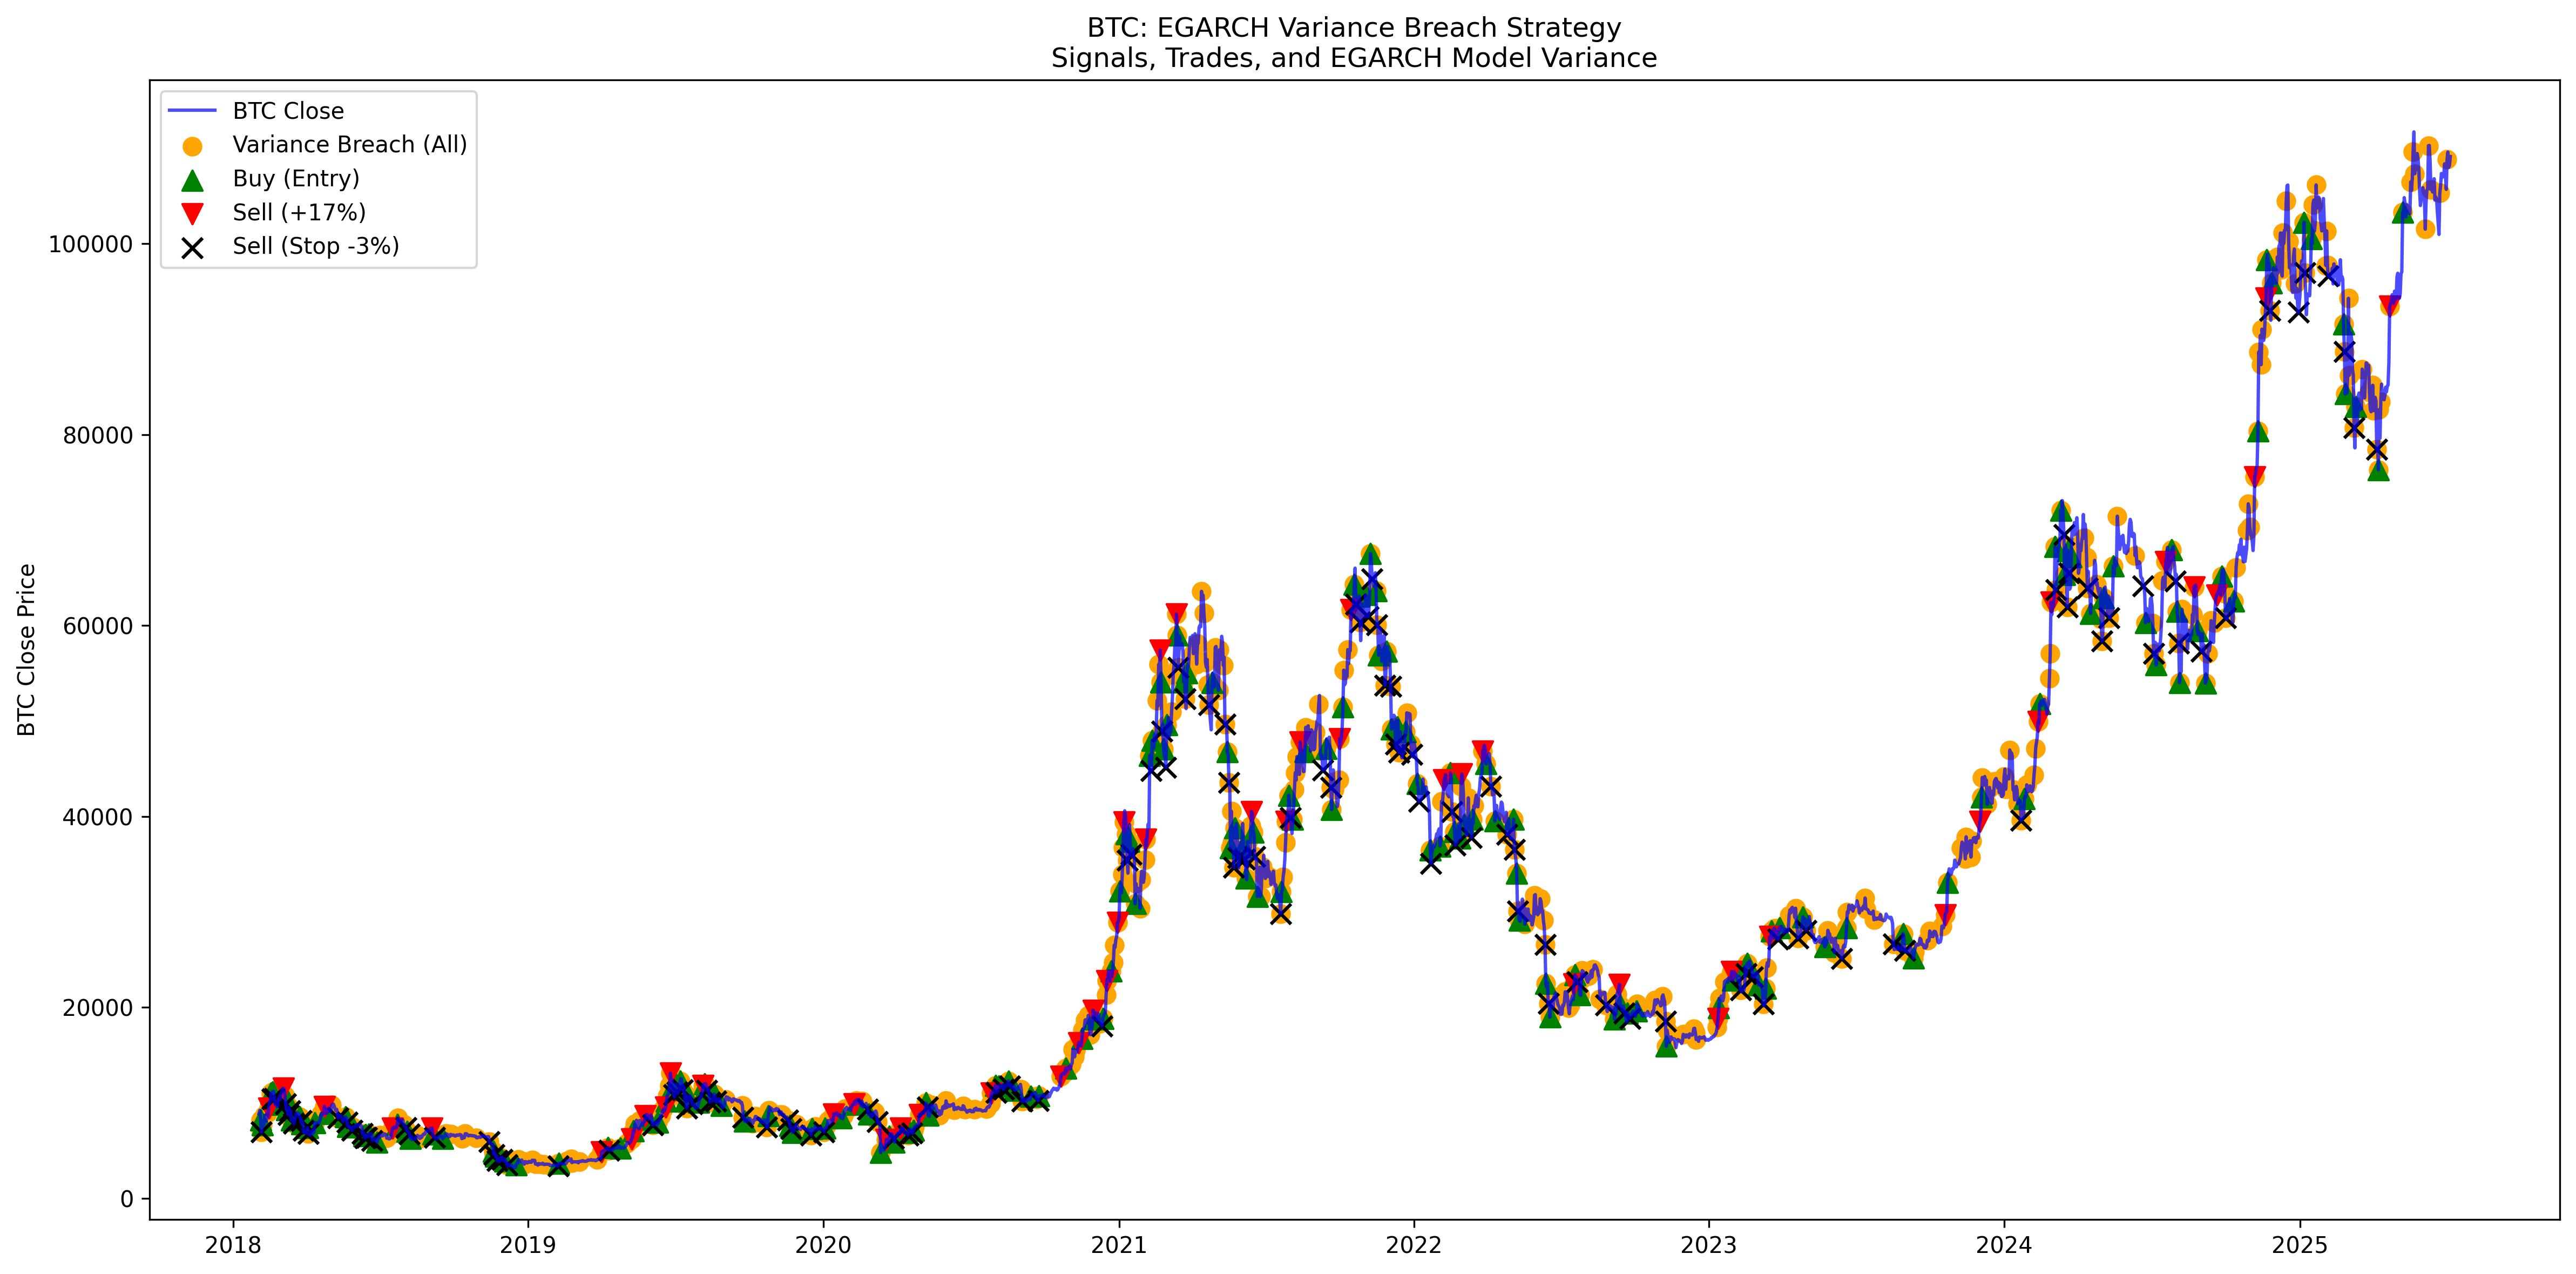 BTC: EGARCH Variance Breach Strategy
Signals, Trades, and EGARCH Model Variance
BTC Close
Variance Breach (All)
Buy (Entry)
Sell (+17%)
Sell (Stop -3%)
BTC Close Price
100000
80000
60000
40000
20000
0
2018
2019
2020
2021
2022
2023
2024
2025